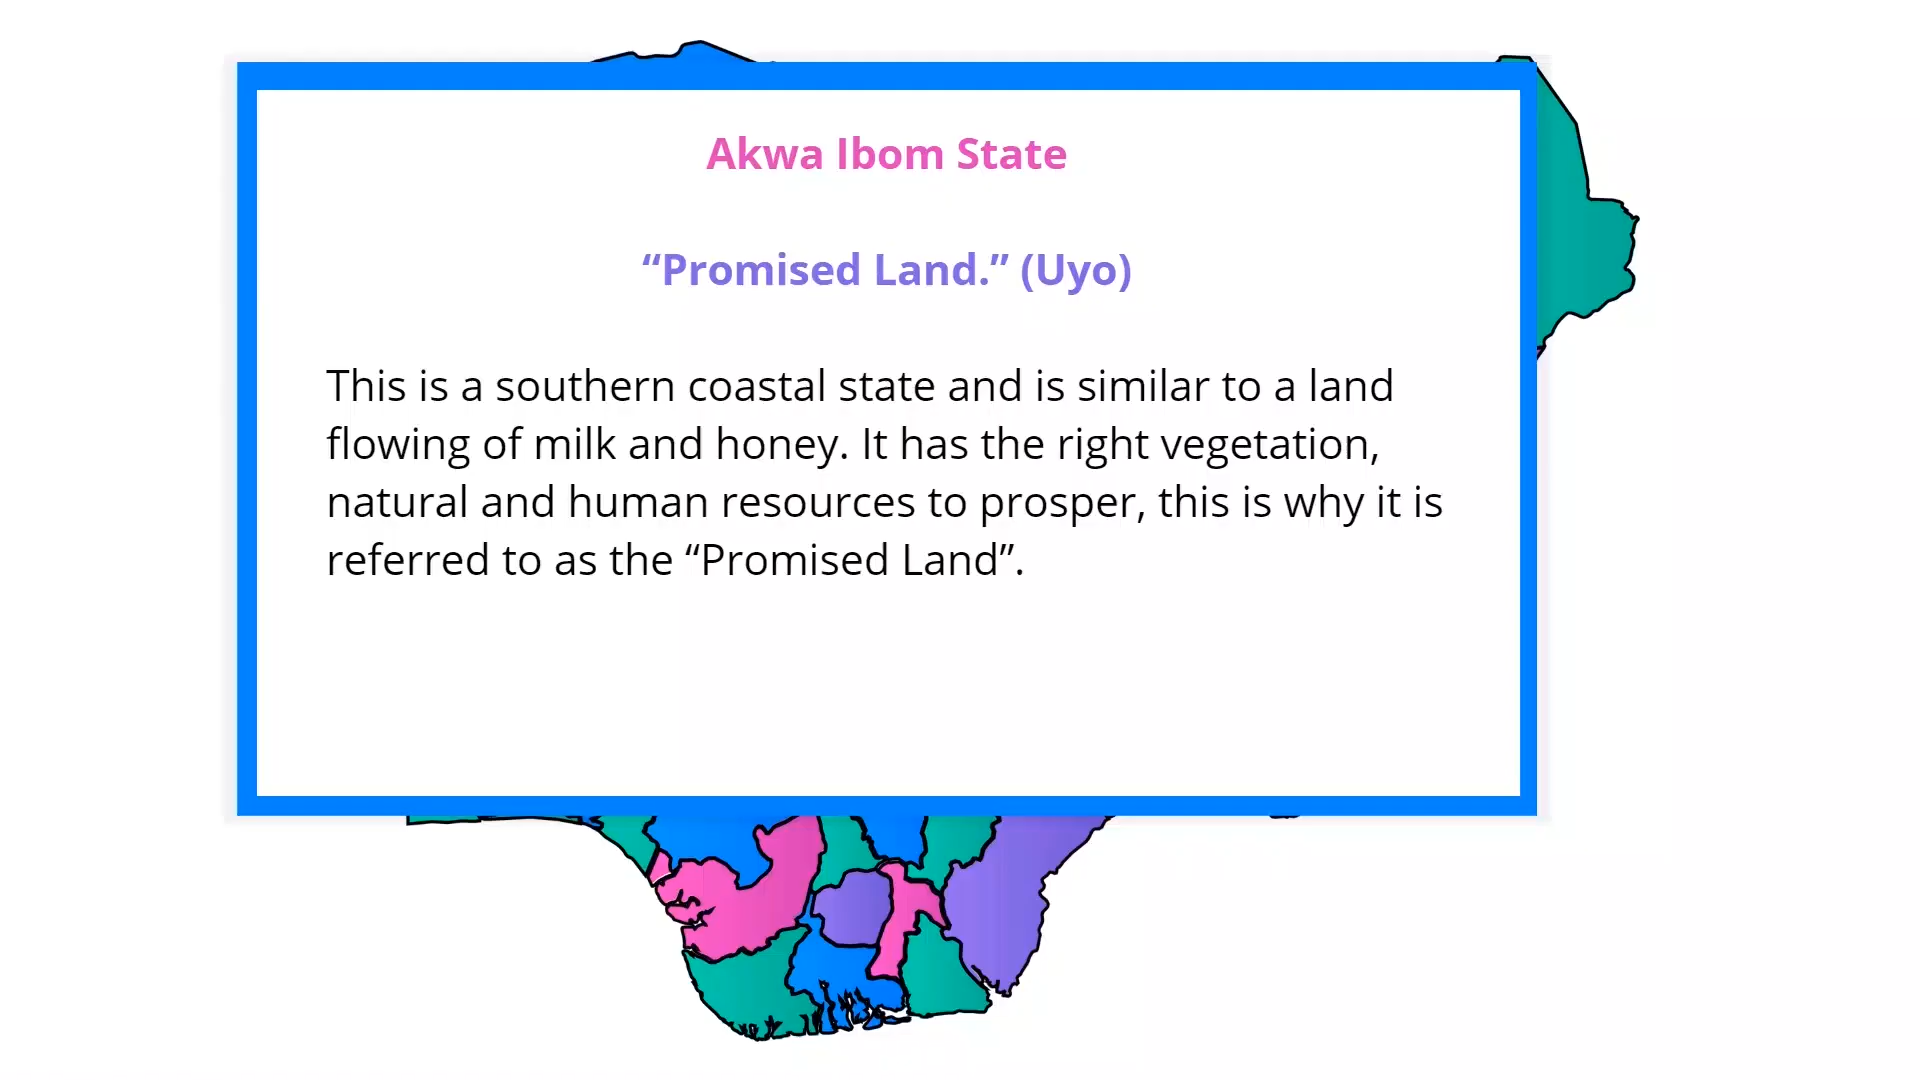 Akwa Ibom State
“Promised Land.” (Uyo)
This is a southern coastal state and is similar to a land
flowing of milk and honey. It has the right vegetation,
natural and human resources to prosper, this is why it is
referred to as the “Promised Land”.